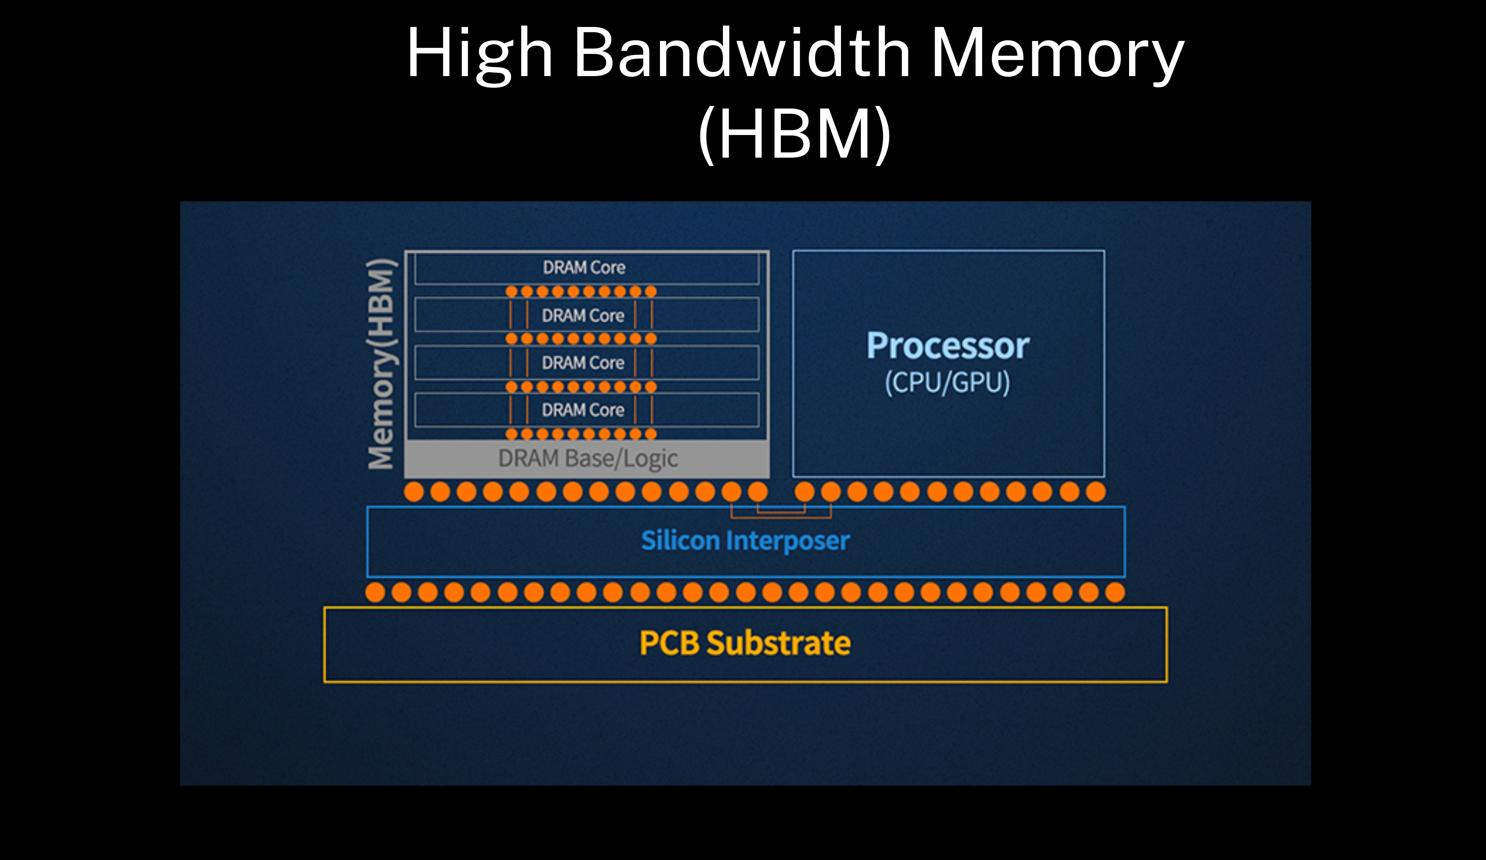 High Bandwidth Memory
(HBM)
Memory(HBM)
DRAM Core
DRAM Core
DRAM Core
DRAM Core
DRAM Base/Logic
Processor
(CPU/GPU)
Silicon Interposer
PCB Substrate